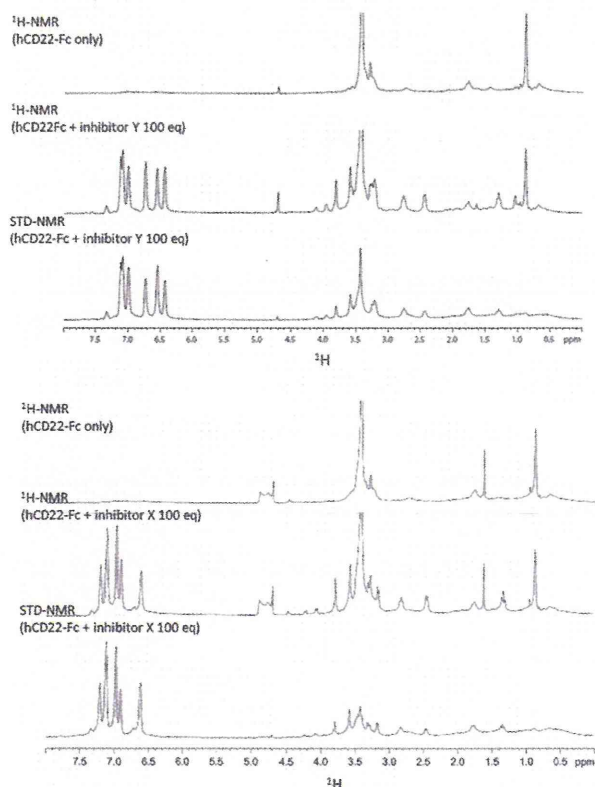 ¹H-NMR
(hCD22-Fc only)
¹H-NMR
(hCD22Fc + inhibitor Y 100 eq)
STD-NMR
(hCD22-Fc + inhibitor Y 100 eq)
7.5 7.0 6.5 6.0 5.5 5.0 4.5 4.0 3.5 3.0 2.5 2.0 1.5 1.0 ppm
¹H
¹H-NMR
(hCD22-Fc only)
¹H-NMR
(hCD22-Fc + inhibitor X 100 eq)
STD-NMR
(hCD22-Fc + inhibitor X 100 eq)
7.5 7.0 6.5 6.0 5.5 5.0 4.5 4.0 3.5 3.0 2.5 2.0 1.5 1.0 0.5 ppm
¹H